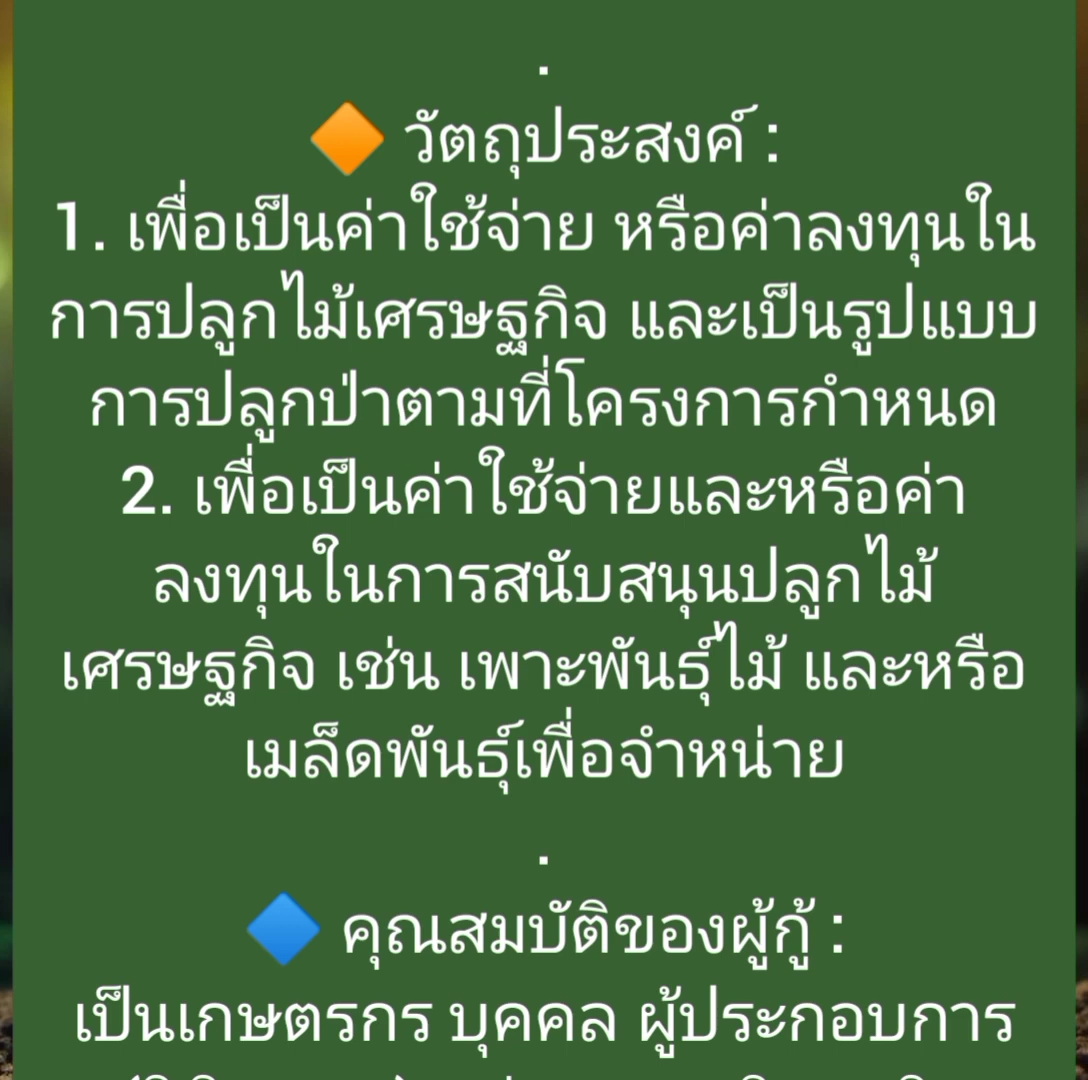 .
🔶 วัตถุประสงค์ :
1. เพื่อเป็นค่าใช้จ่าย หรือค่าลงทุนใน
การปลูกไม้เศรษฐกิจ และเป็นรูปแบบ
การปลูกป่าตามที่โครงการกำหนด
2. เพื่อเป็นค่าใช้จ่ายและหรือค่า
ลงทุนในการสนับสนุนปลูกไม้
เศรษฐกิจ เช่น เพาะพันธุ์ไม้ และหรือ
เมล็ดพันธุ์เพื่อจำหน่าย
.
🔷 คุณสมบัติของผู้กู้ :
เป็นเกษตรกร บุคคล ผู้ประกอบการ